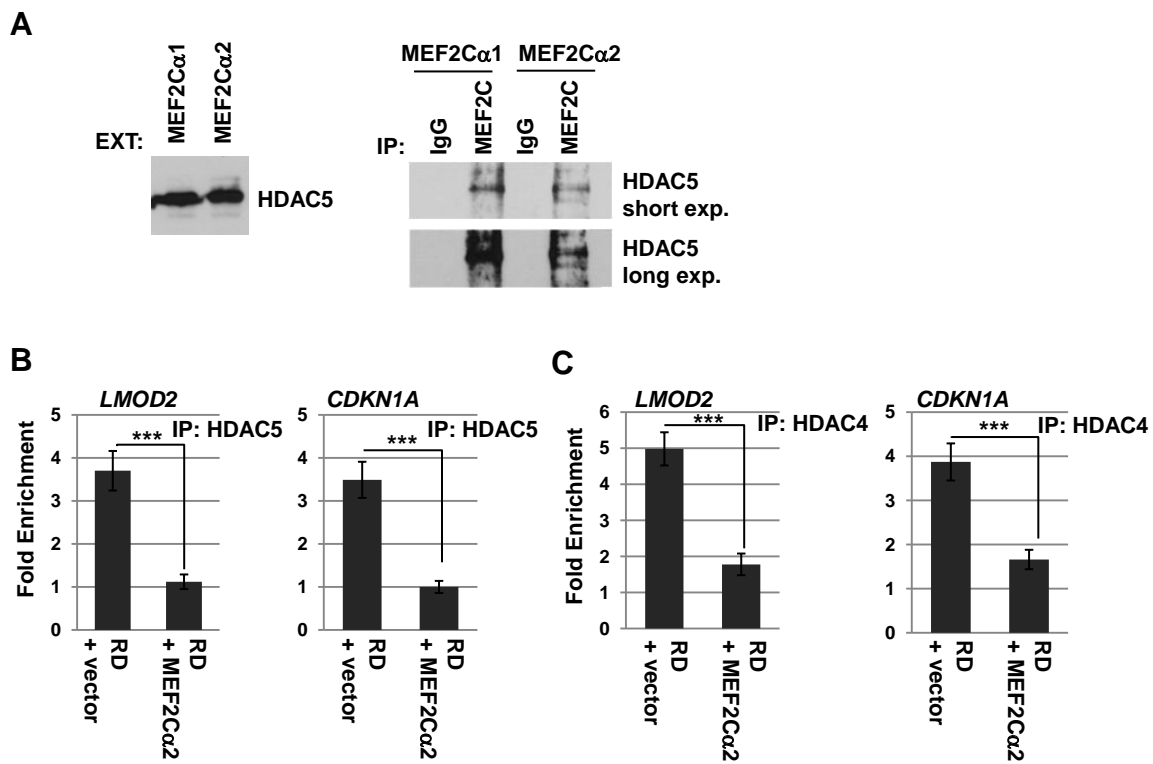 A
EXT:
MEF2Cα1
MEF2Cα2
HDAC5
MEF2Cα1 MEF2Cα2
IP:
IgG
MEF2C
IgG
MEF2C
HDAC5
short exp.
HDAC5
long exp.
B
LMOD2
IP: HDAC5
***
Fold Enrichment
5
4
3
2
1
0
RD
+ vector
RD
+ MEF2Cα2
CDKN1A
IP: HDAC5
***
5
4
3
2
1
0
RD
+ vector
RD
+ MEF2Cα2
C
LMOD2
IP: HDAC4
***
Fold Enrichment
6
5
4
3
2
1
0
RD
+ vector
RD
+ MEF2Cα2
CDKN1A
IP: HDAC4
***
5
4
3
2
1
0
RD
+ vector
RD
+ MEF2Cα2